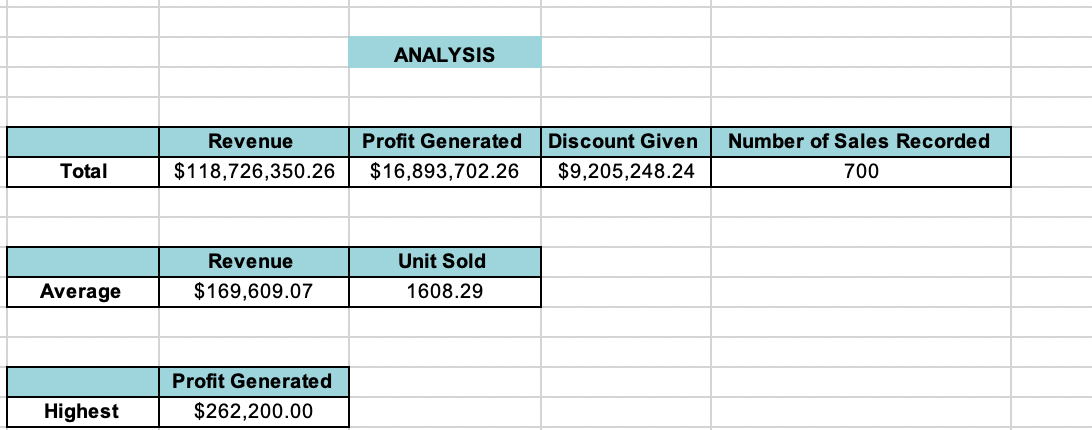 ANALYSIS
Revenue Profit Generated Discount Given Number of Sales Recorded
Total $118,726,350.26 $16,893,702.26 $9,205,248.24 700
Revenue Unit Sold
Average $169,609.07 1608.29
Profit Generated
Highest $262,200.00